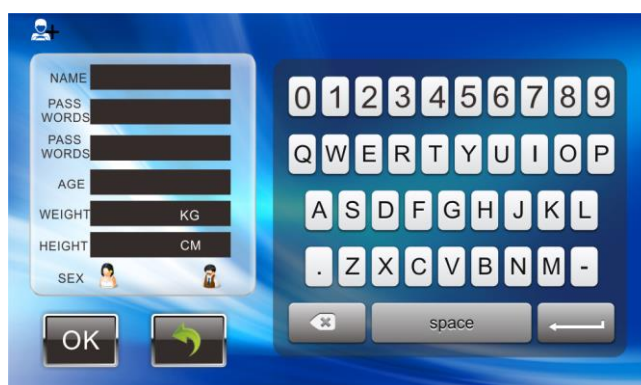 NAME
PASS
WORDS
PASS
WORDS
AGE
WEIGHT KG
HEIGHT CM
SEX
OK
0 1 2 3 4 5 6 7 8 9
Q W E R T Y U I O P
A S D F G H J K L
. Z X C V B N M -
space